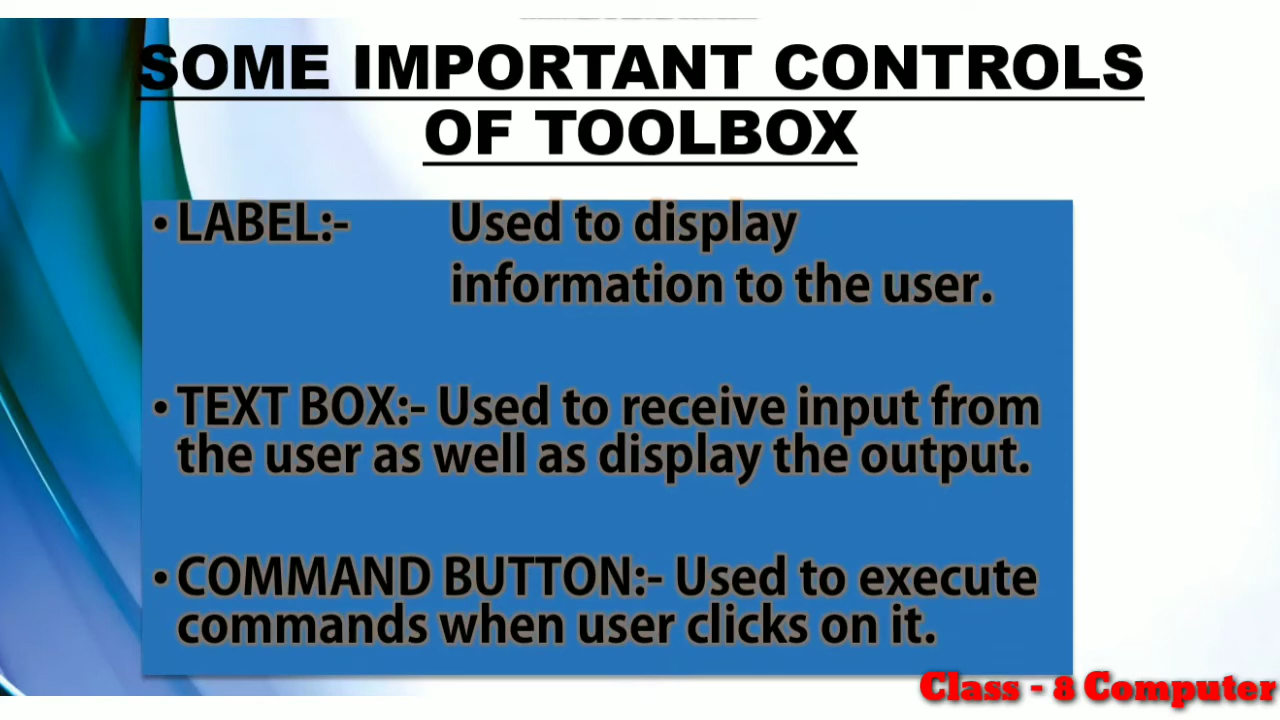 SOME IMPORTANT CONTROLS
OF TOOLBOX
• LABEL:- Used to display
information to the user.
• TEXT BOX:- Used to receive input from
the user as well as display the output.
• COMMAND BUTTON:- Used to execute
commands when user clicks on it.
Class - 8 Computer